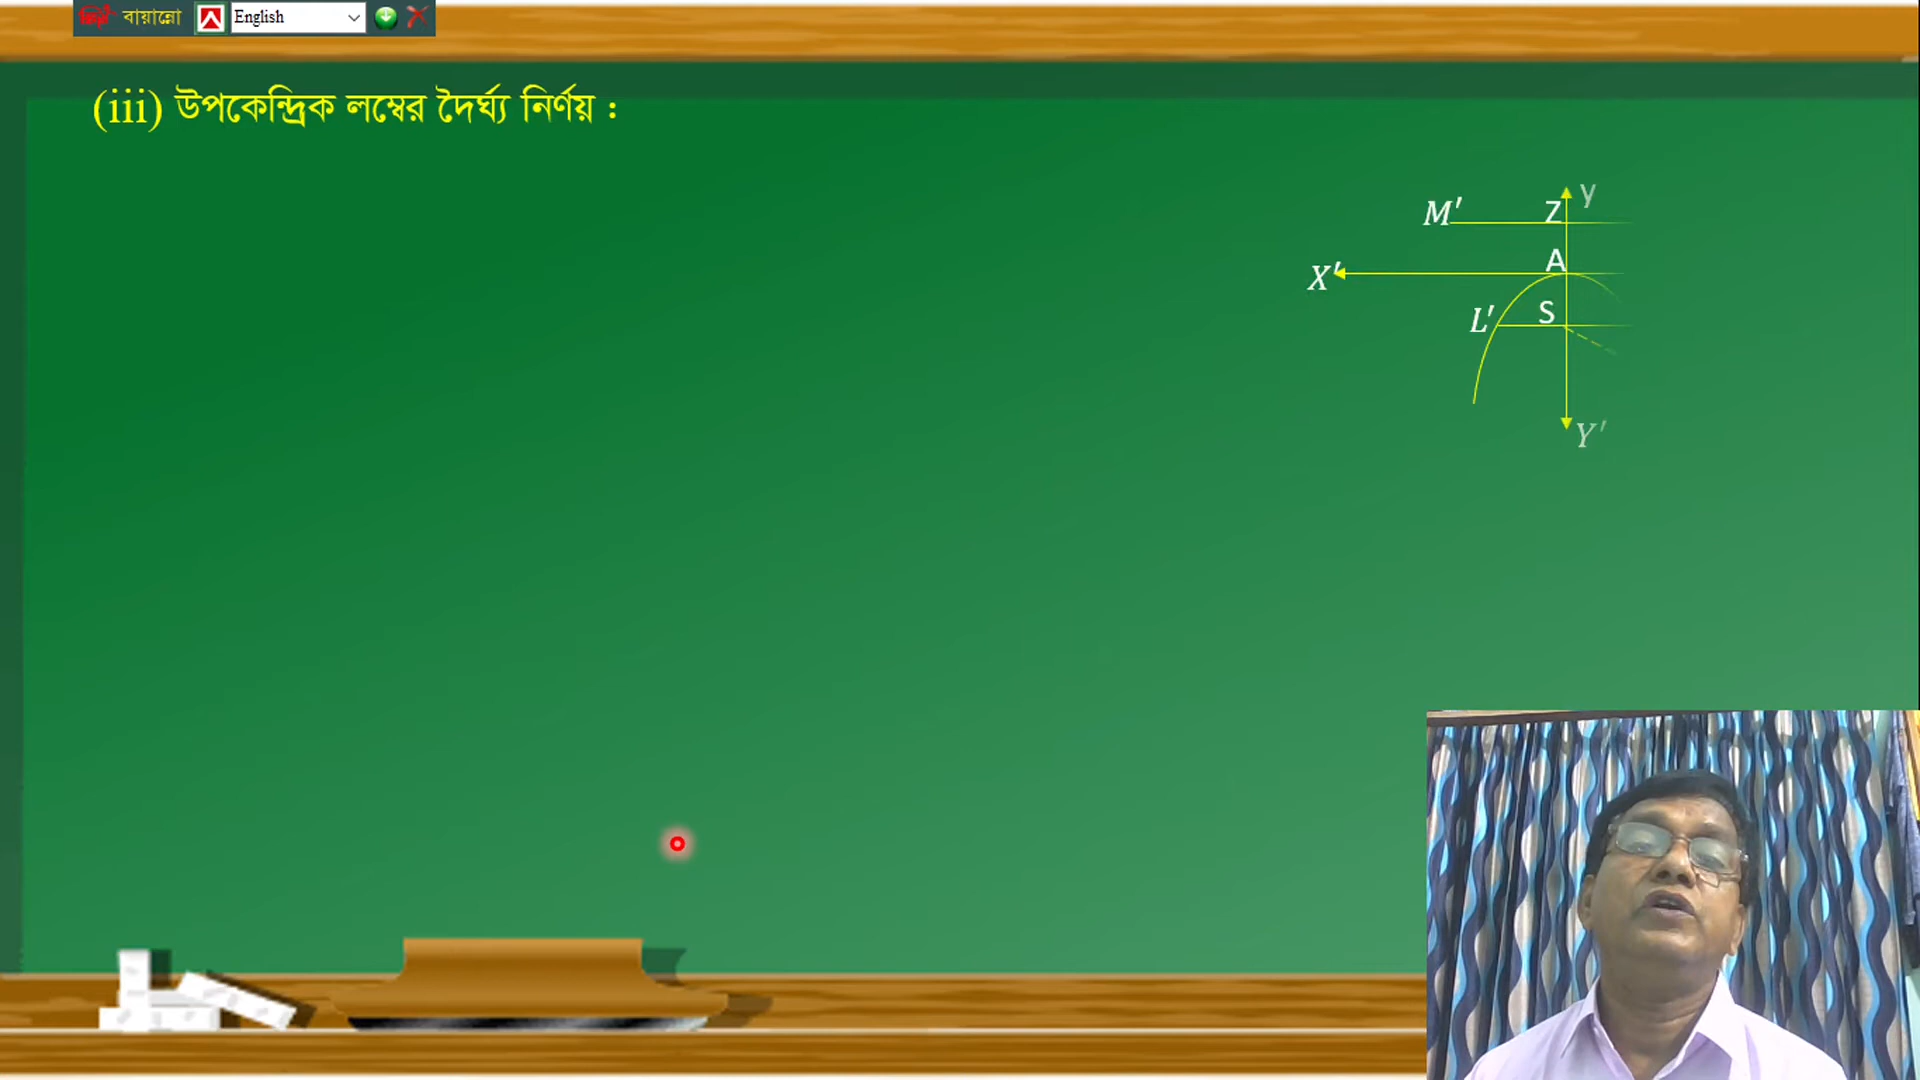 বায়ান্নো English
(iii) উপকেন্দ্রিক লম্বের দৈর্ঘ্য নির্ণয় :
y
M' Z
A
X'
L' S
Y'